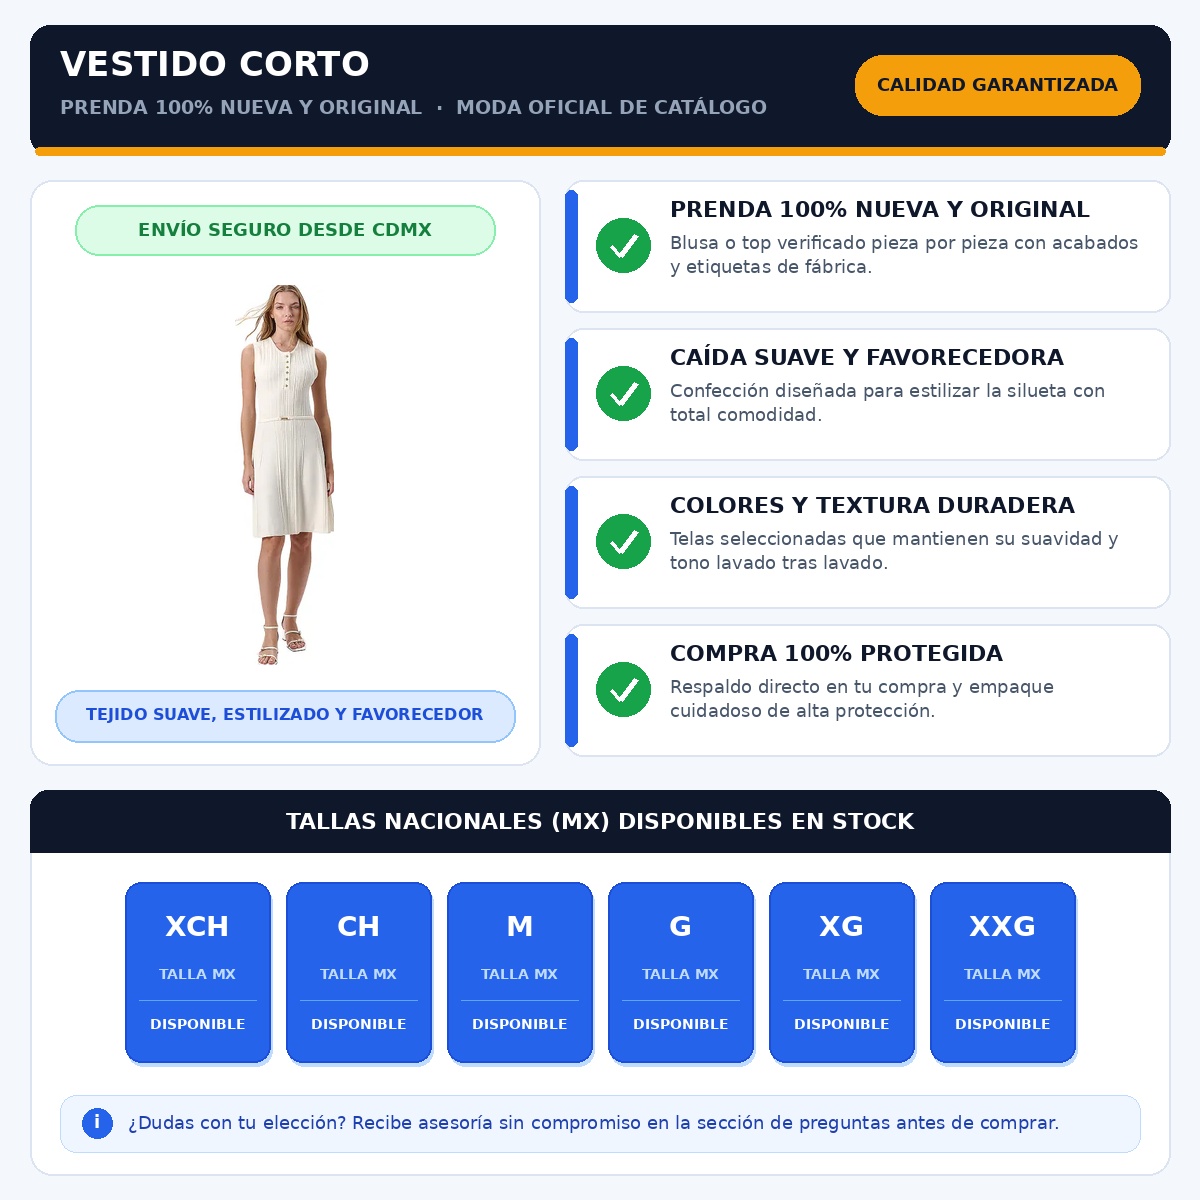 VESTIDO CORTO
PRENDA 100% NUEVA Y ORIGINAL · MODA OFICIAL DE CATÁLOGO
CALIDAD GARANTIZADA
ENVÍO SEGURO DESDE CDMX
TEJIDO SUAVE, ESTILIZADO Y FAVORECEDOR
PRENDA 100% NUEVA Y ORIGINAL
Blusa o top verificado pieza por pieza con acabados
y etiquetas de fábrica.
CAÍDA SUAVE Y FAVORECEDORA
Confección diseñada para estilizar la silueta con
total comodidad.
COLORES Y TEXTURA DURADERA
Telas seleccionadas que mantienen su suavidad y
tono lavado tras lavado.
COMPRA 100% PROTEGIDA
Respaldo directo en tu compra y empaque
cuidadoso de alta protección.
TALLAS NACIONALES (MX) DISPONIBLES EN STOCK
XCH
TALLA MX
DISPONIBLE
CH
TALLA MX
DISPONIBLE
M
TALLA MX
DISPONIBLE
G
TALLA MX
DISPONIBLE
XG
TALLA MX
DISPONIBLE
XXG
TALLA MX
DISPONIBLE
i
¿Dudas con tu elección? Recibe asesoría sin compromiso en la sección de preguntas antes de comprar.